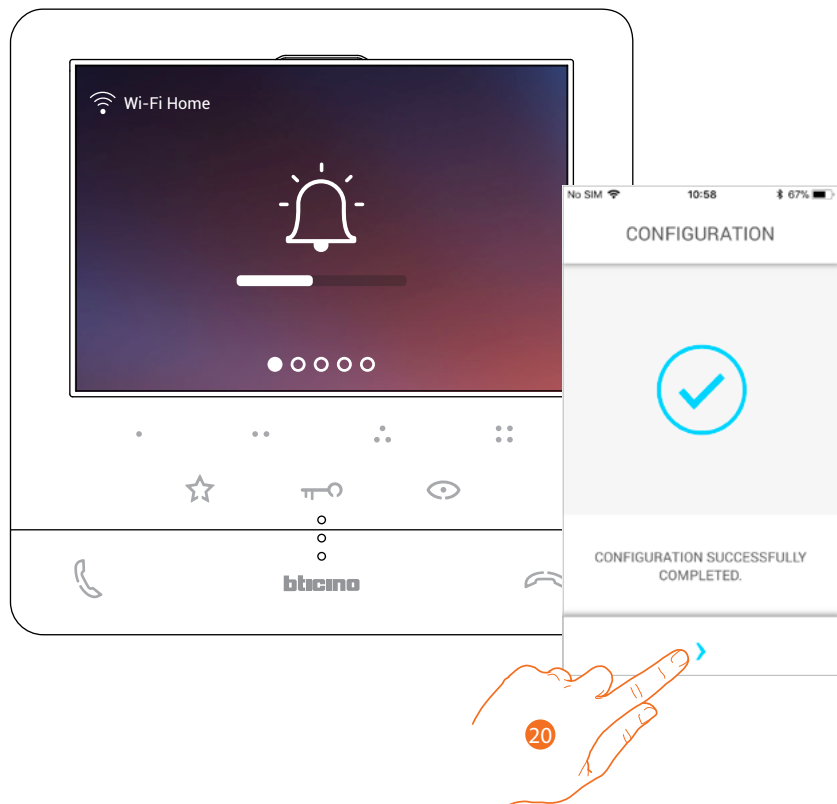 Wi-Fi Home
No SIM 10:58 67%
CONFIGURATION
CONFIGURATION SUCCESSFULLY
COMPLETED.
bticino
20